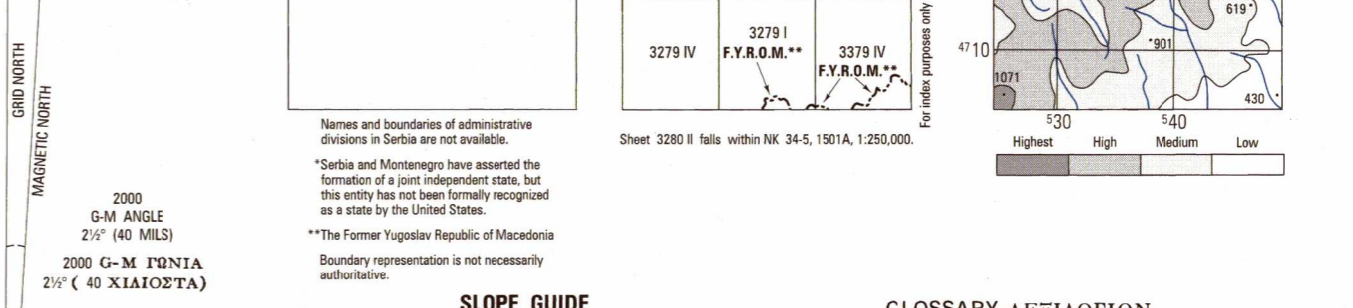 GRID NORTH
MAGNETIC NORTH
2000
G-M ANGLE
2½° (40 MILS)
2000 G-M ΓΩΝΙΑ
2½° ( 40 ΧΙΛΙΟΣΤΑ)
Names and boundaries of administrative
divisions in Serbia are not available.
*Serbia and Montenegro have asserted the
formation of a joint independent state, but
this entity has not been formally recognized
as a state by the United States.
**The Former Yugoslav Republic of Macedonia
Boundary representation is not necessarily
authoritative.
SLOPE GUIDE
3279 IV
3279 I
F.Y.R.O.M.**
3379 IV
F.Y.R.O.M.**
Sheet 3280 II falls within NK 34-5, 1501A, 1:250,000.
For index purposes only
619
4710
901
1071
430
530
540
Highest High Medium Low
GLOSSARY